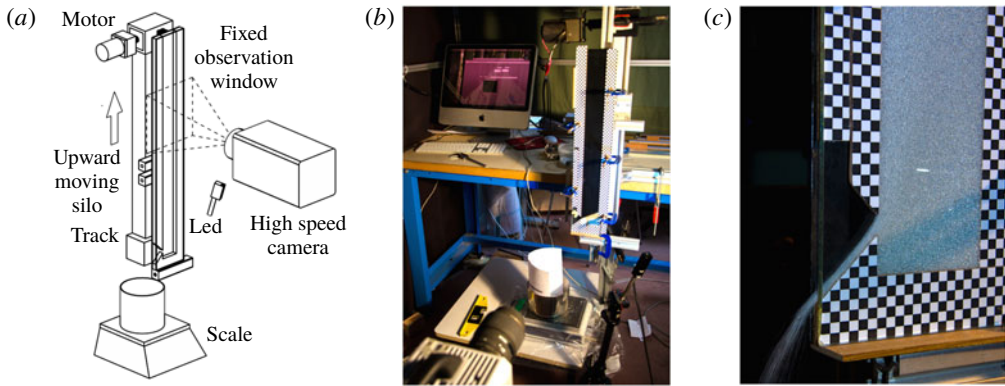 (a)
Motor
Fixed
observation
window
Upward
moving
silo
Track
Led
High speed
camera
Scale
(b)
(c)